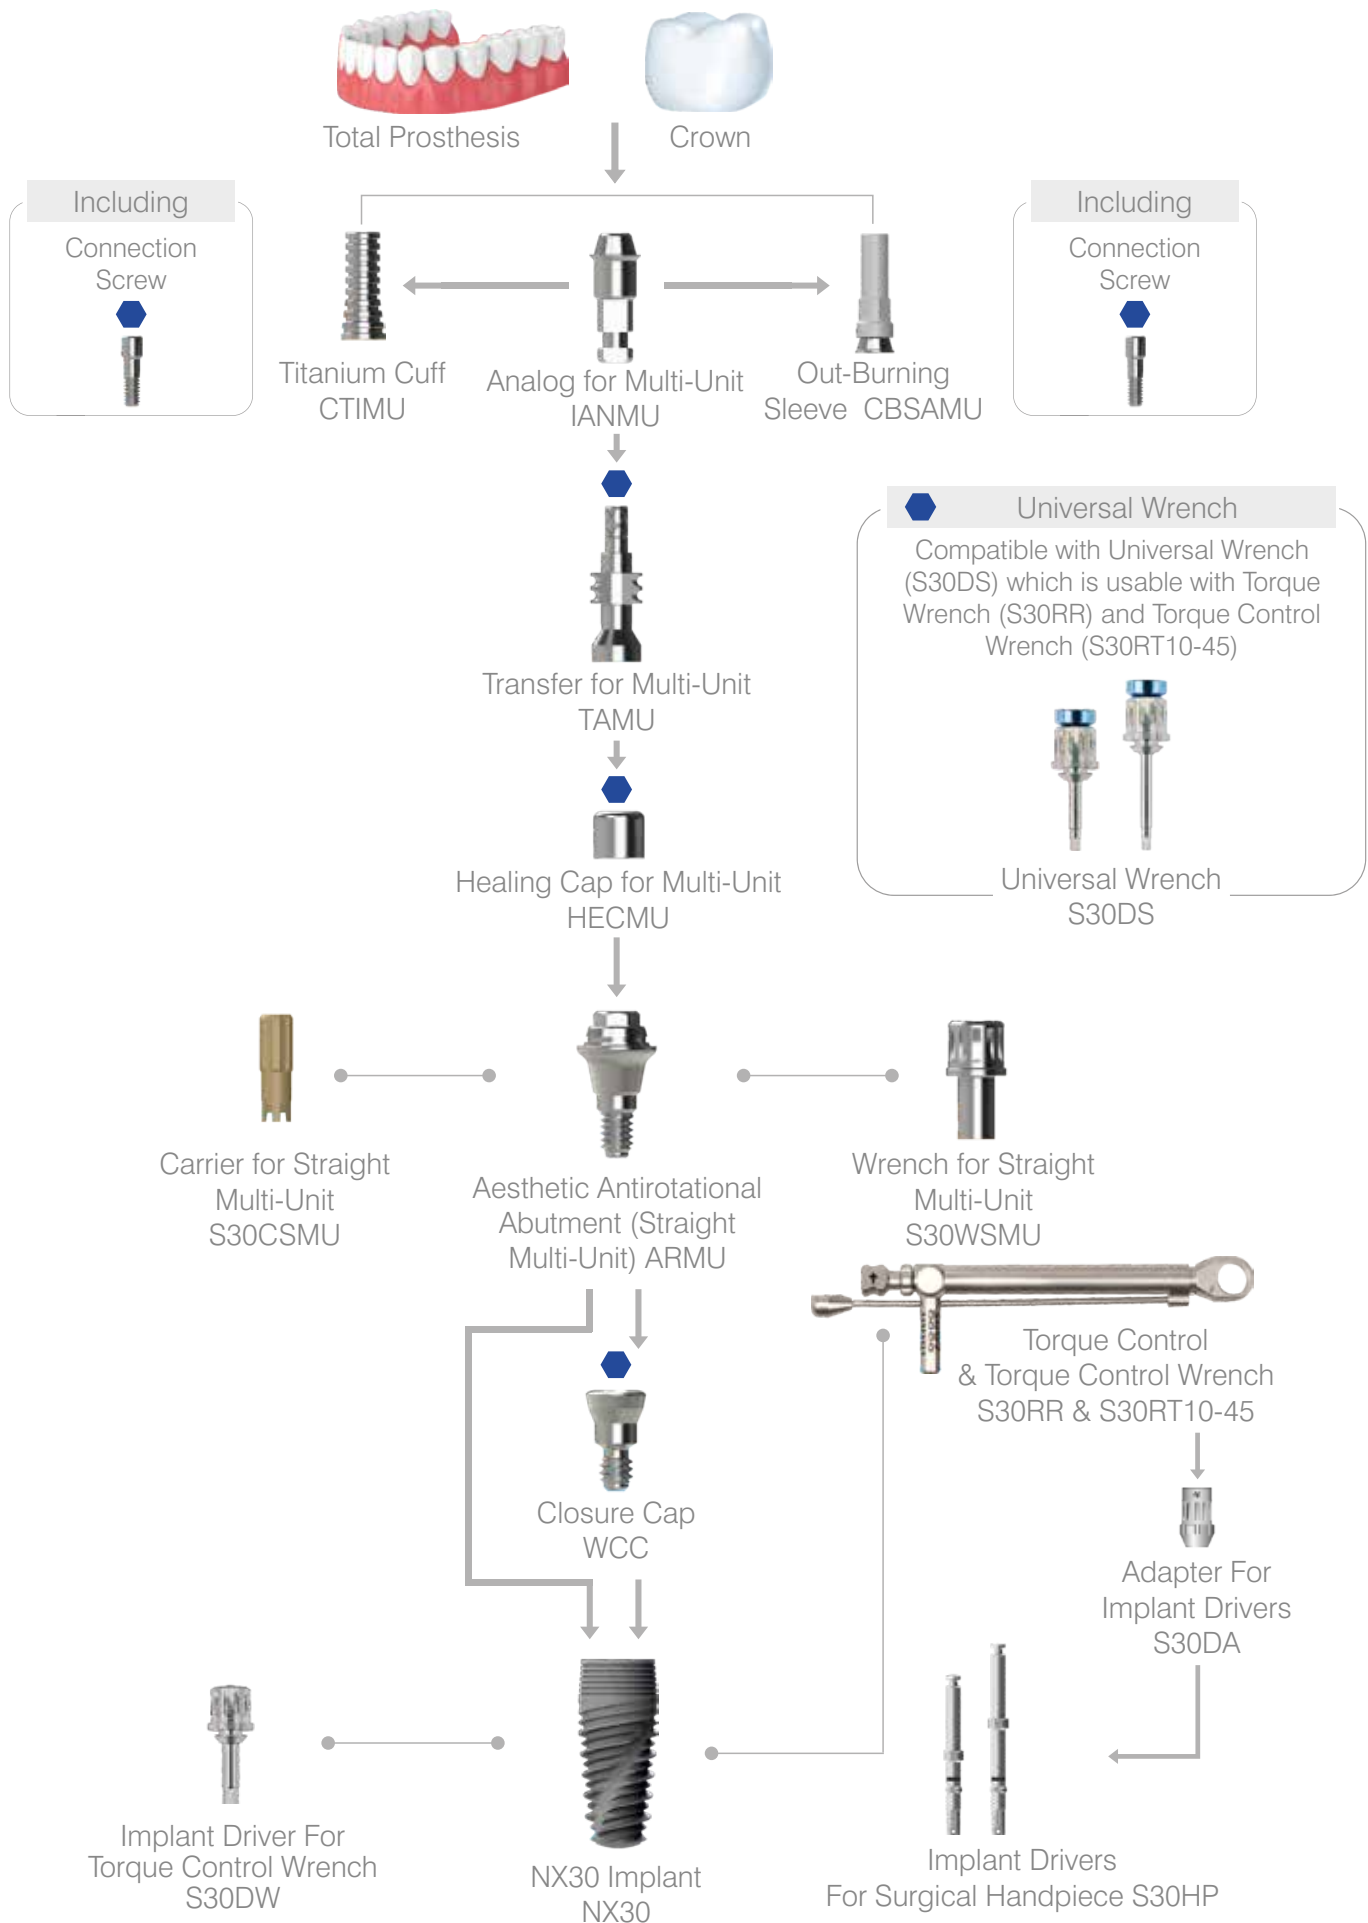 Total Prosthesis
Crown
Including
Connection
Screw
Including
Connection
Screw
Titanium Cuff
CTIMU
Analog for Multi-Unit
IANMU
Out-Burning
Sleeve CBSAMU
Universal Wrench
Compatible with Universal Wrench
(S30DS) which is usable with Torque
Wrench (S30RR) and Torque Control
Wrench (S30RT10-45)
Universal Wrench
S30DS
Transfer for Multi-Unit
TAMU
Healing Cap for Multi-Unit
HECMU
Carrier for Straight
Multi-Unit
S30CSMU
Aesthetic Antirotational
Abutment (Straight
Multi-Unit) ARMU
Wrench for Straight
Multi-Unit
S30WSMU
Torque Control
& Torque Control Wrench
S30RR & S30RT10-45
Closure Cap
WCC
Adapter For
Implant Drivers
S30DA
Implant Driver For
Torque Control Wrench
S30DW
NX30 Implant
NX30
Implant Drivers
For Surgical Handpiece S30HP